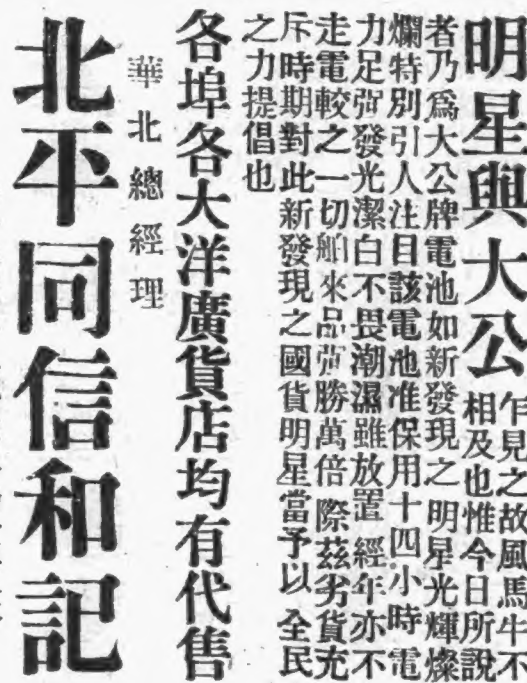 明星與大公
乍見之故風馬牛不
相及也惟今日所說
者乃爲大公牌電池如新發現之明星光輝燦
爛特別引人注目該電池准保用十四小時電
力足彊發光潔白不畏潮濕雖放置經年亦不
走電較之一切舶來品彊勝萬倍際茲劣貨充
斥時期對此新發現之國貨明星當予以全民
之力提倡也
各埠各大洋廣貨店均有代售
華北總經理
北平同信和記